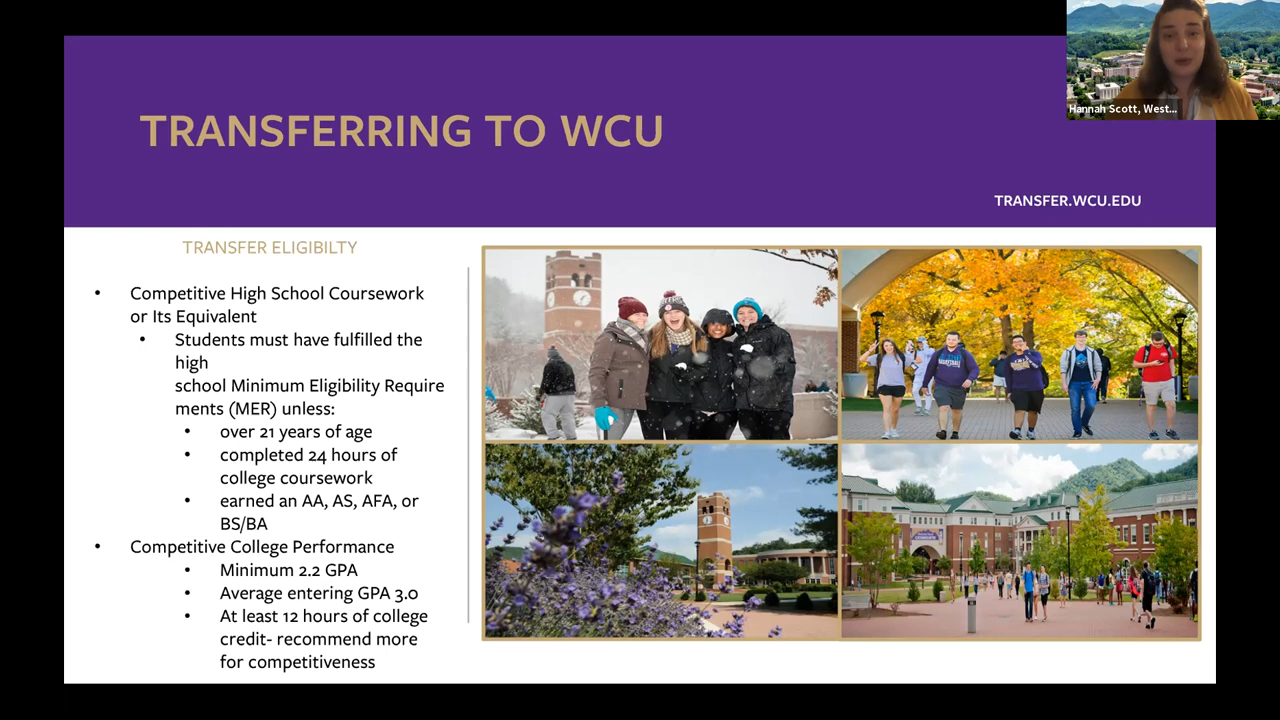 Hannah Scott, West...
TRANSFERRING TO WCU
TRANSFER.WCU.EDU
TRANSFER ELIGIBILTY
• Competitive High School Coursework
or Its Equivalent
• Students must have fulfilled the
high
school Minimum Eligibility Require
ments (MER) unless:
• over 21 years of age
• completed 24 hours of
college coursework
• earned an AA, AS, AFA, or
BS/BA
• Competitive College Performance
• Minimum 2.2 GPA
• Average entering GPA 3.0
• At least 12 hours of college
credit- recommend more
for competitiveness